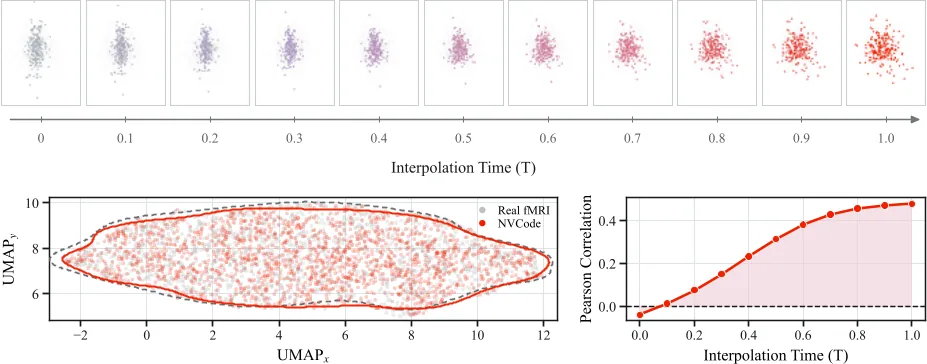 0 0.1 0.2 0.3 0.4 0.5 0.6 0.7 0.8 0.9 1.0
Interpolation Time (T)
10
8
6
UMAPy
Real fMRI
NVCode
−2 0 2 4 6 8 10 12
UMAPx
Pearson Correlation
0.4
0.2
0.0
0.0 0.2 0.4 0.6 0.8 1.0
Interpolation Time (T)